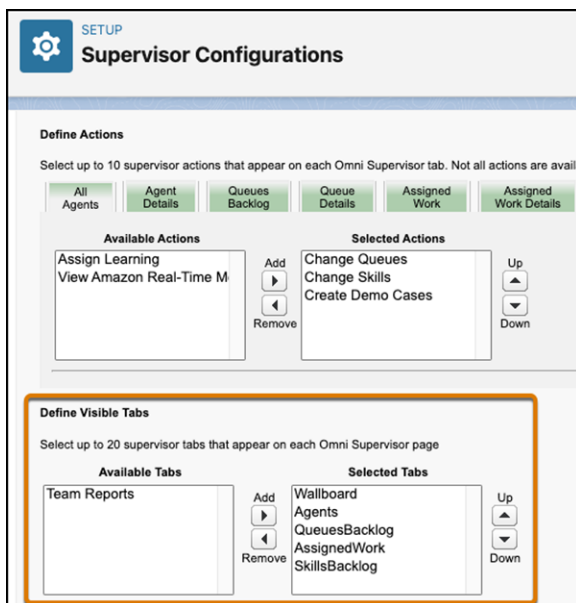 SETUP
Supervisor Configurations
Define Actions
Select up to 10 supervisor actions that appear on each Omni Supervisor tab. Not all actions are avail
All Agents
Agent Details
Queues Backlog
Queue Details
Assigned Work
Assigned Work Details
Available Actions
Selected Actions
Assign Learning
View Amazon Real-Time M
Add
Remove
Change Queues
Change Skills
Create Demo Cases
Up
Down
Define Visible Tabs
Select up to 20 supervisor tabs that appear on each Omni Supervisor page
Available Tabs
Selected Tabs
Team Reports
Add
Remove
Wallboard
Agents
QueuesBacklog
AssignedWork
SkillsBacklog
Up
Down